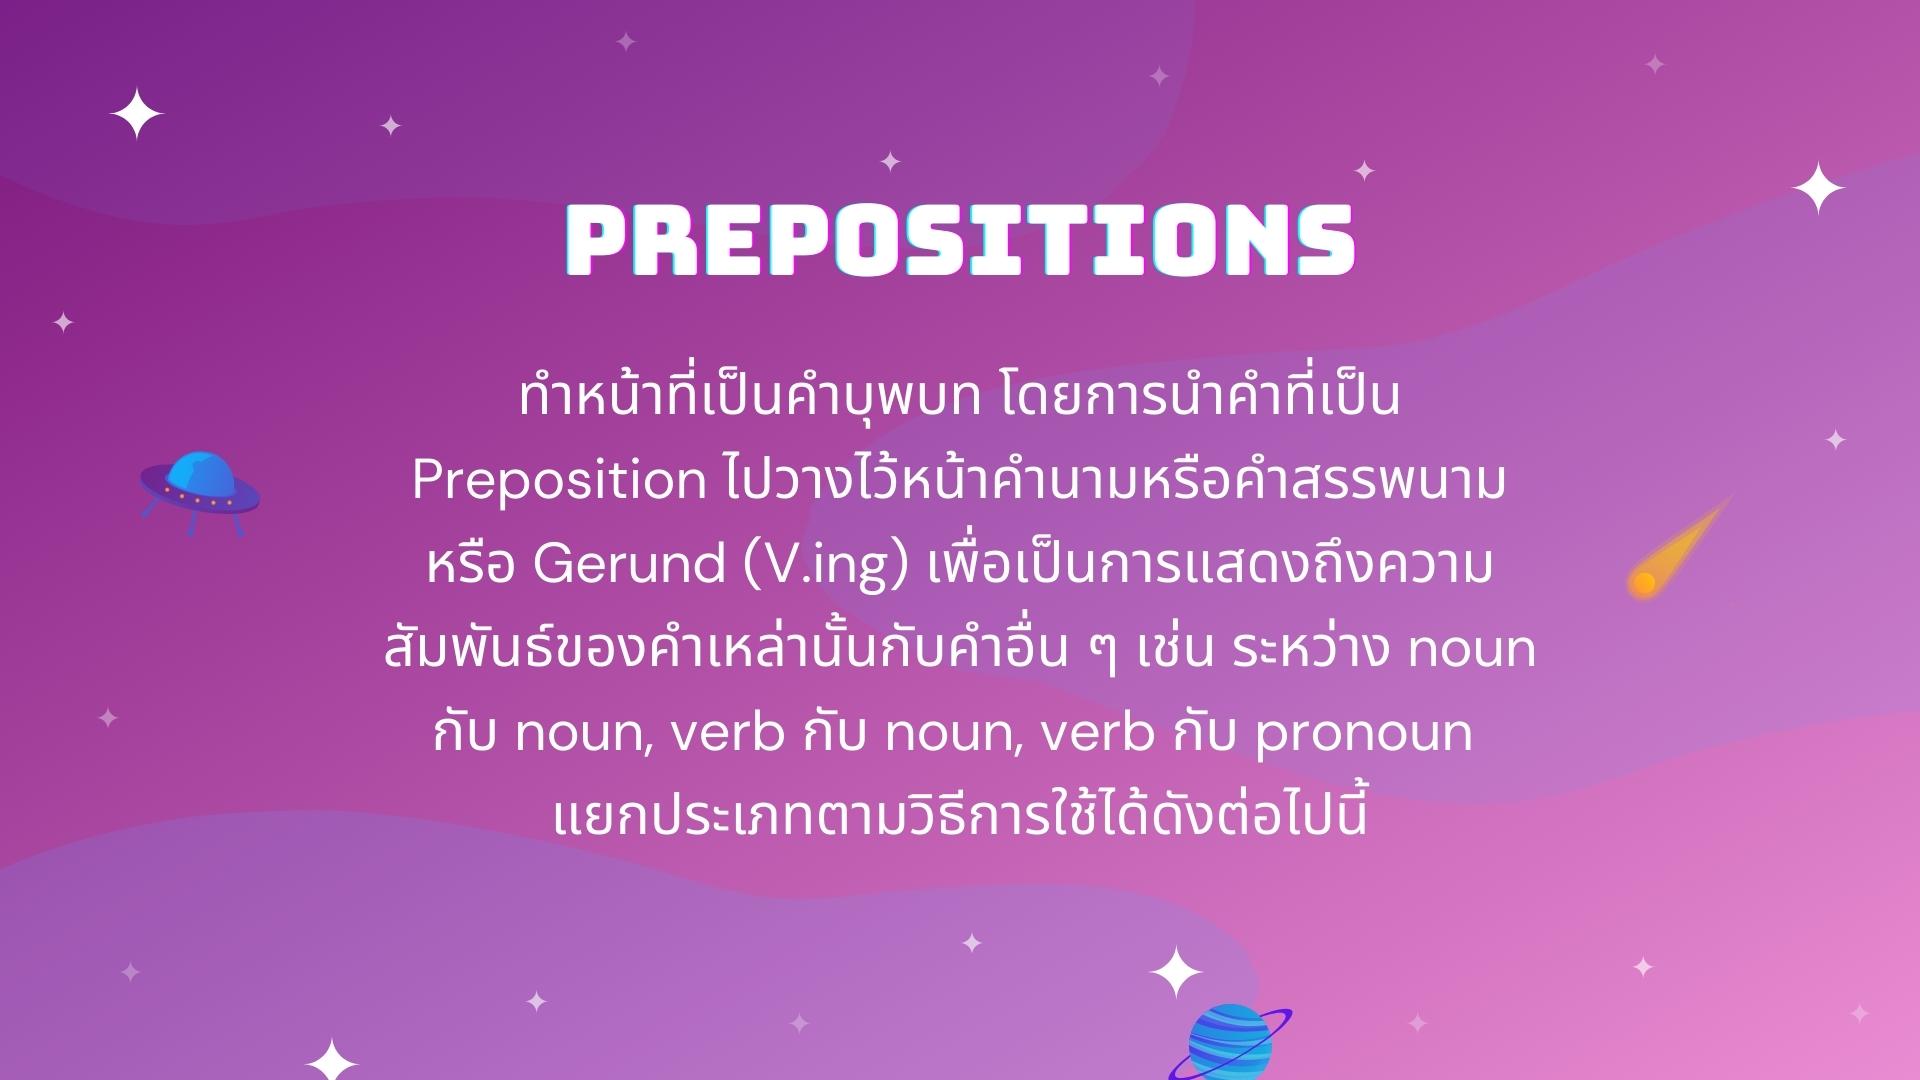 PREPOSITIONS
ทำหน้าที่เป็นคำบุพบท โดยการนำคำที่เป็น
Preposition ไปวางไว้หน้าคำนามหรือคำสรรพนาม
หรือ Gerund (V.ing) เพื่อเป็นการแสดงถึงความ
สัมพันธ์ของคำเหล่านั้นกับคำอื่น ๆ เช่น ระหว่าง noun
กับ noun, verb กับ noun, verb กับ pronoun
แยกประเภทตามวิธีการใช้ได้ดังต่อไปนี้